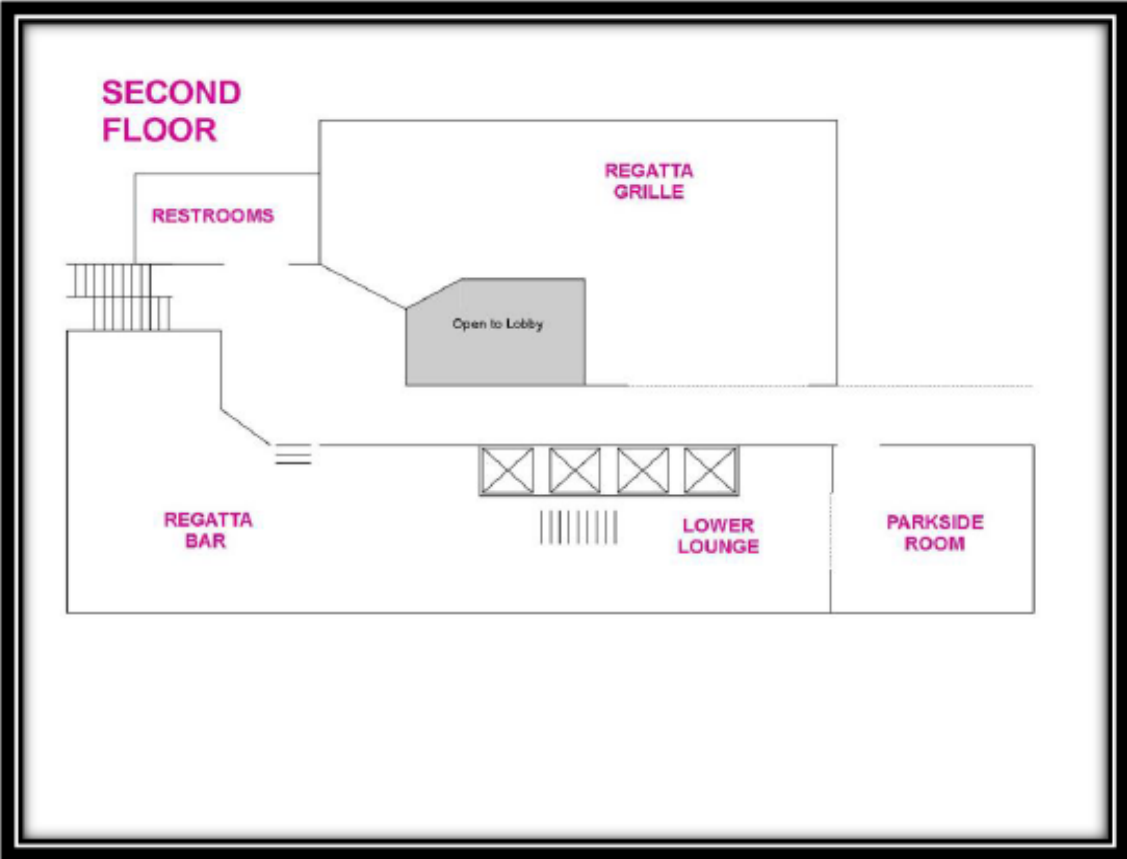 SECOND
FLOOR
REGATTA
GRILLE
RESTROOMS
Open to Lobby
REGATTA
BAR
LOWER
LOUNGE
PARKSIDE
ROOM